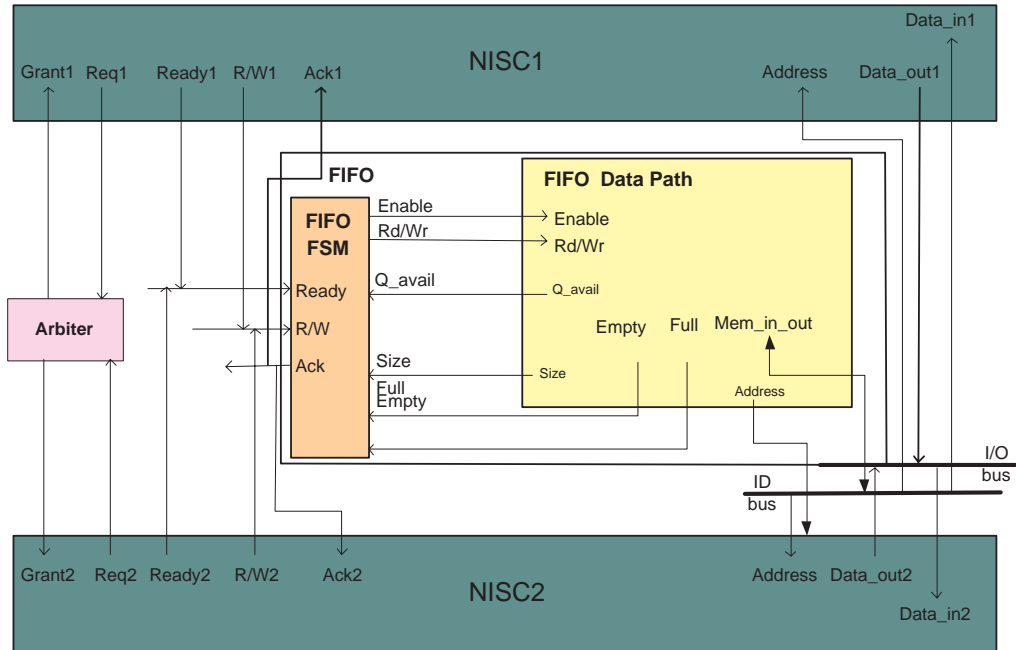 Data_in1
NISC1
Grant1 Req1 Ready1 R/W1 Ack1 Address Data_out1
FIFO
FIFO Data Path
FIFO
FSM
Enable
Enable
Rd/Wr
Rd/Wr
Q_avail
Q_avail
Ready
Arbiter
R/W
Empty Full Mem_in_out
Ack
Size
Size
Full
Empty
Address
I/O
bus
ID
bus
Grant2 Req2 Ready2 R/W2 Ack2 Address Data_out2
NISC2
Data_in2